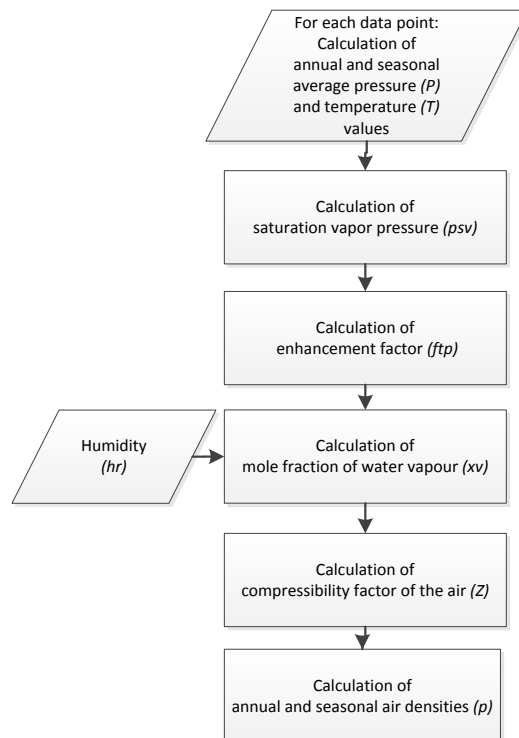 For each data point:
Calculation of
annual and seasonal
average pressure (P)
and temperature (T)
values
Calculation of
saturation vapor pressure (psv)
Calculation of
enhancement factor (ftp)
Humidity
(hr)
Calculation of
mole fraction of water vapour (xv)
Calculation of
compressibility factor of the air (Z)
Calculation of
annual and seasonal air densities (p)